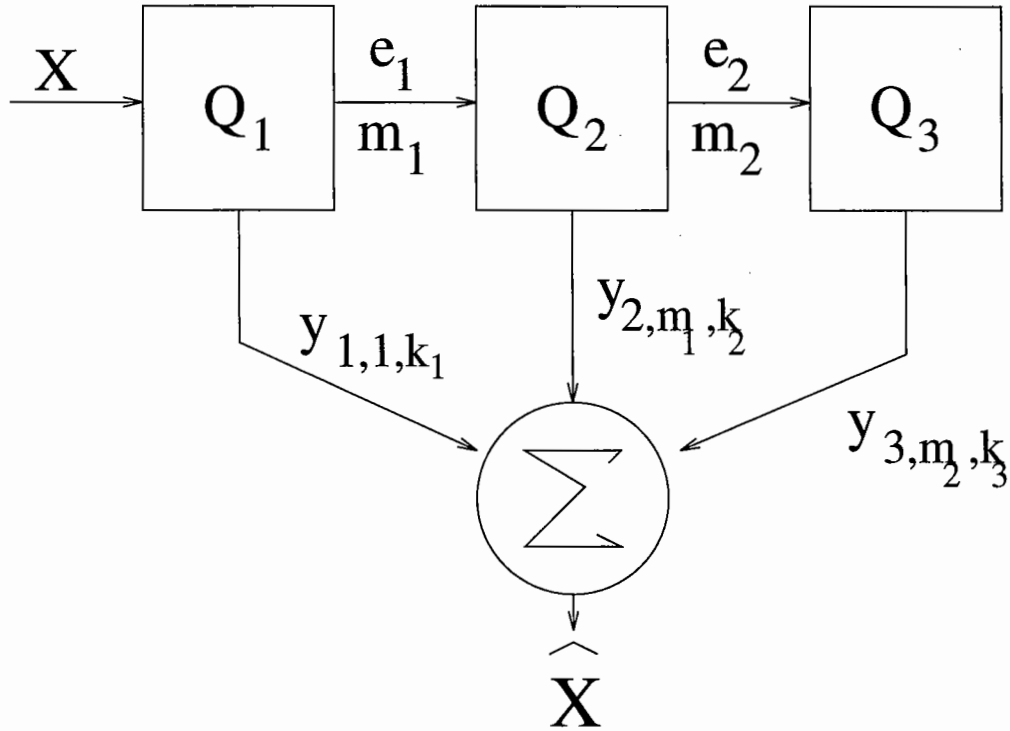 X
Q1
e1
m1
Q2
e2
m2
Q3
y1,1,k1
y2,m1,k2
y3,m2,k3
Σ
X̂